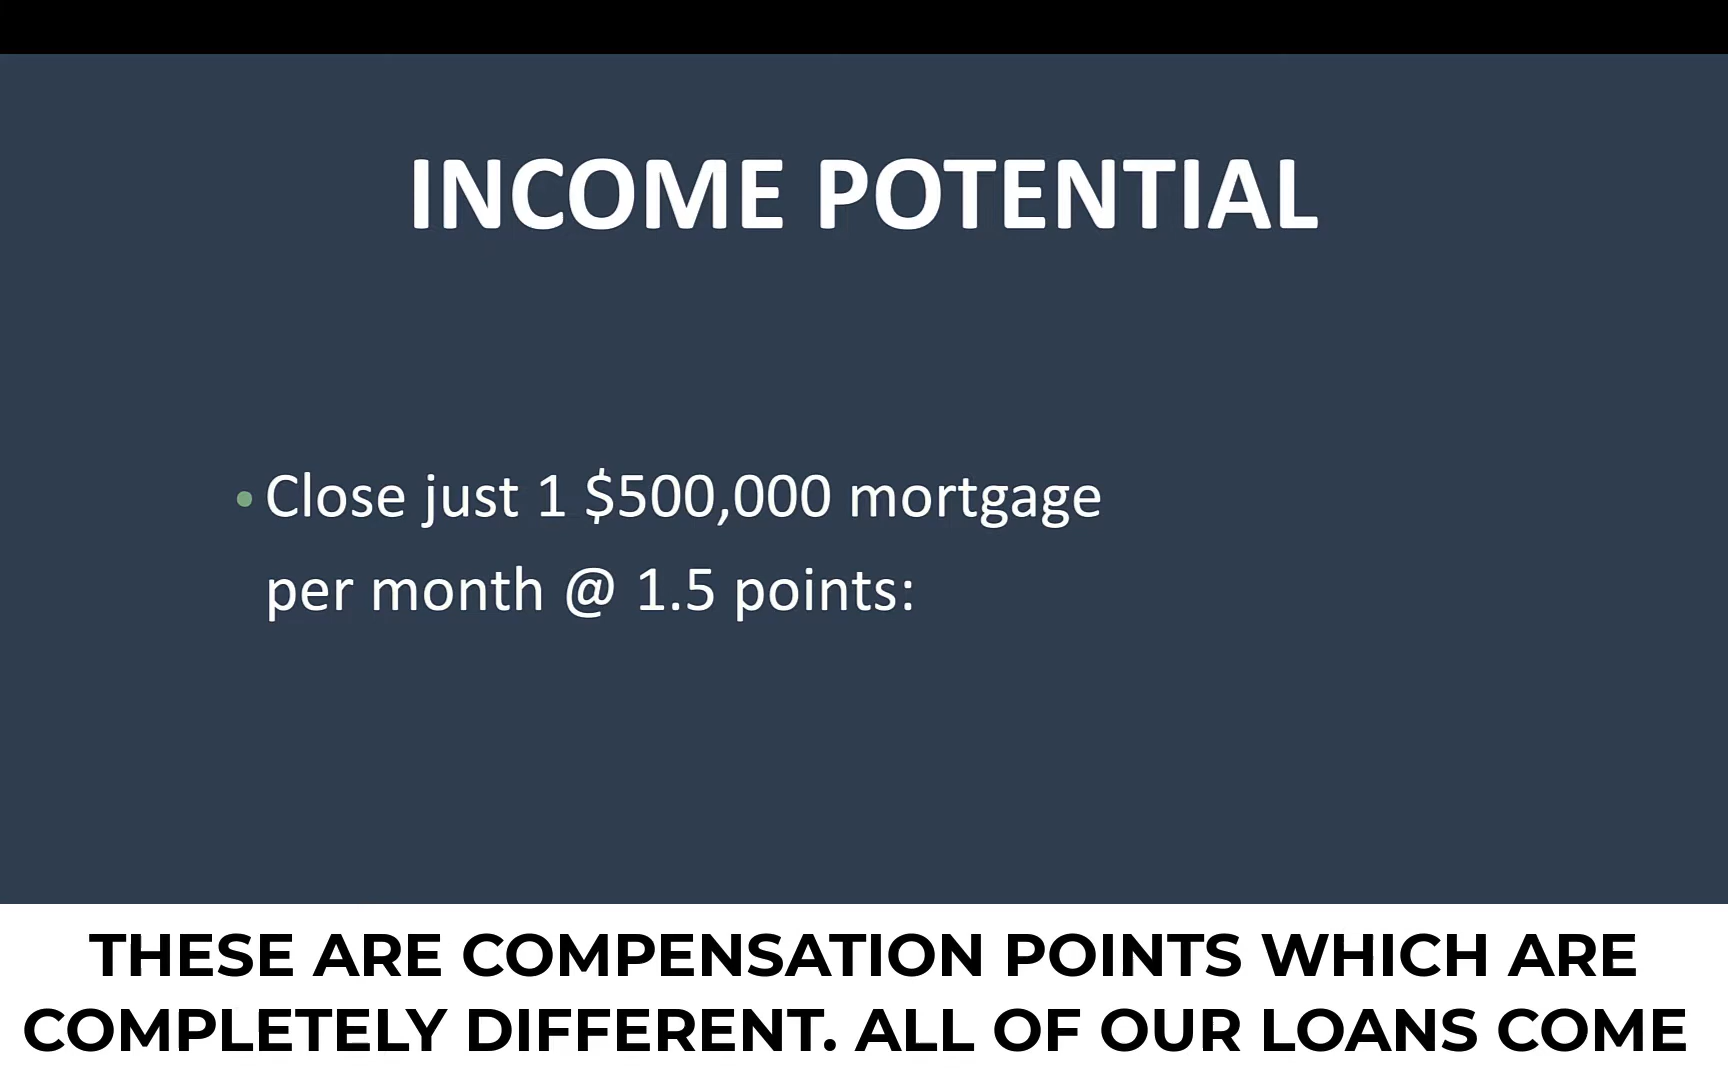 INCOME POTENTIAL
• Close just 1 $500,000 mortgage
per month @ 1.5 points:
THESE ARE COMPENSATION POINTS WHICH ARE
COMPLETELY DIFFERENT. ALL OF OUR LOANS COME